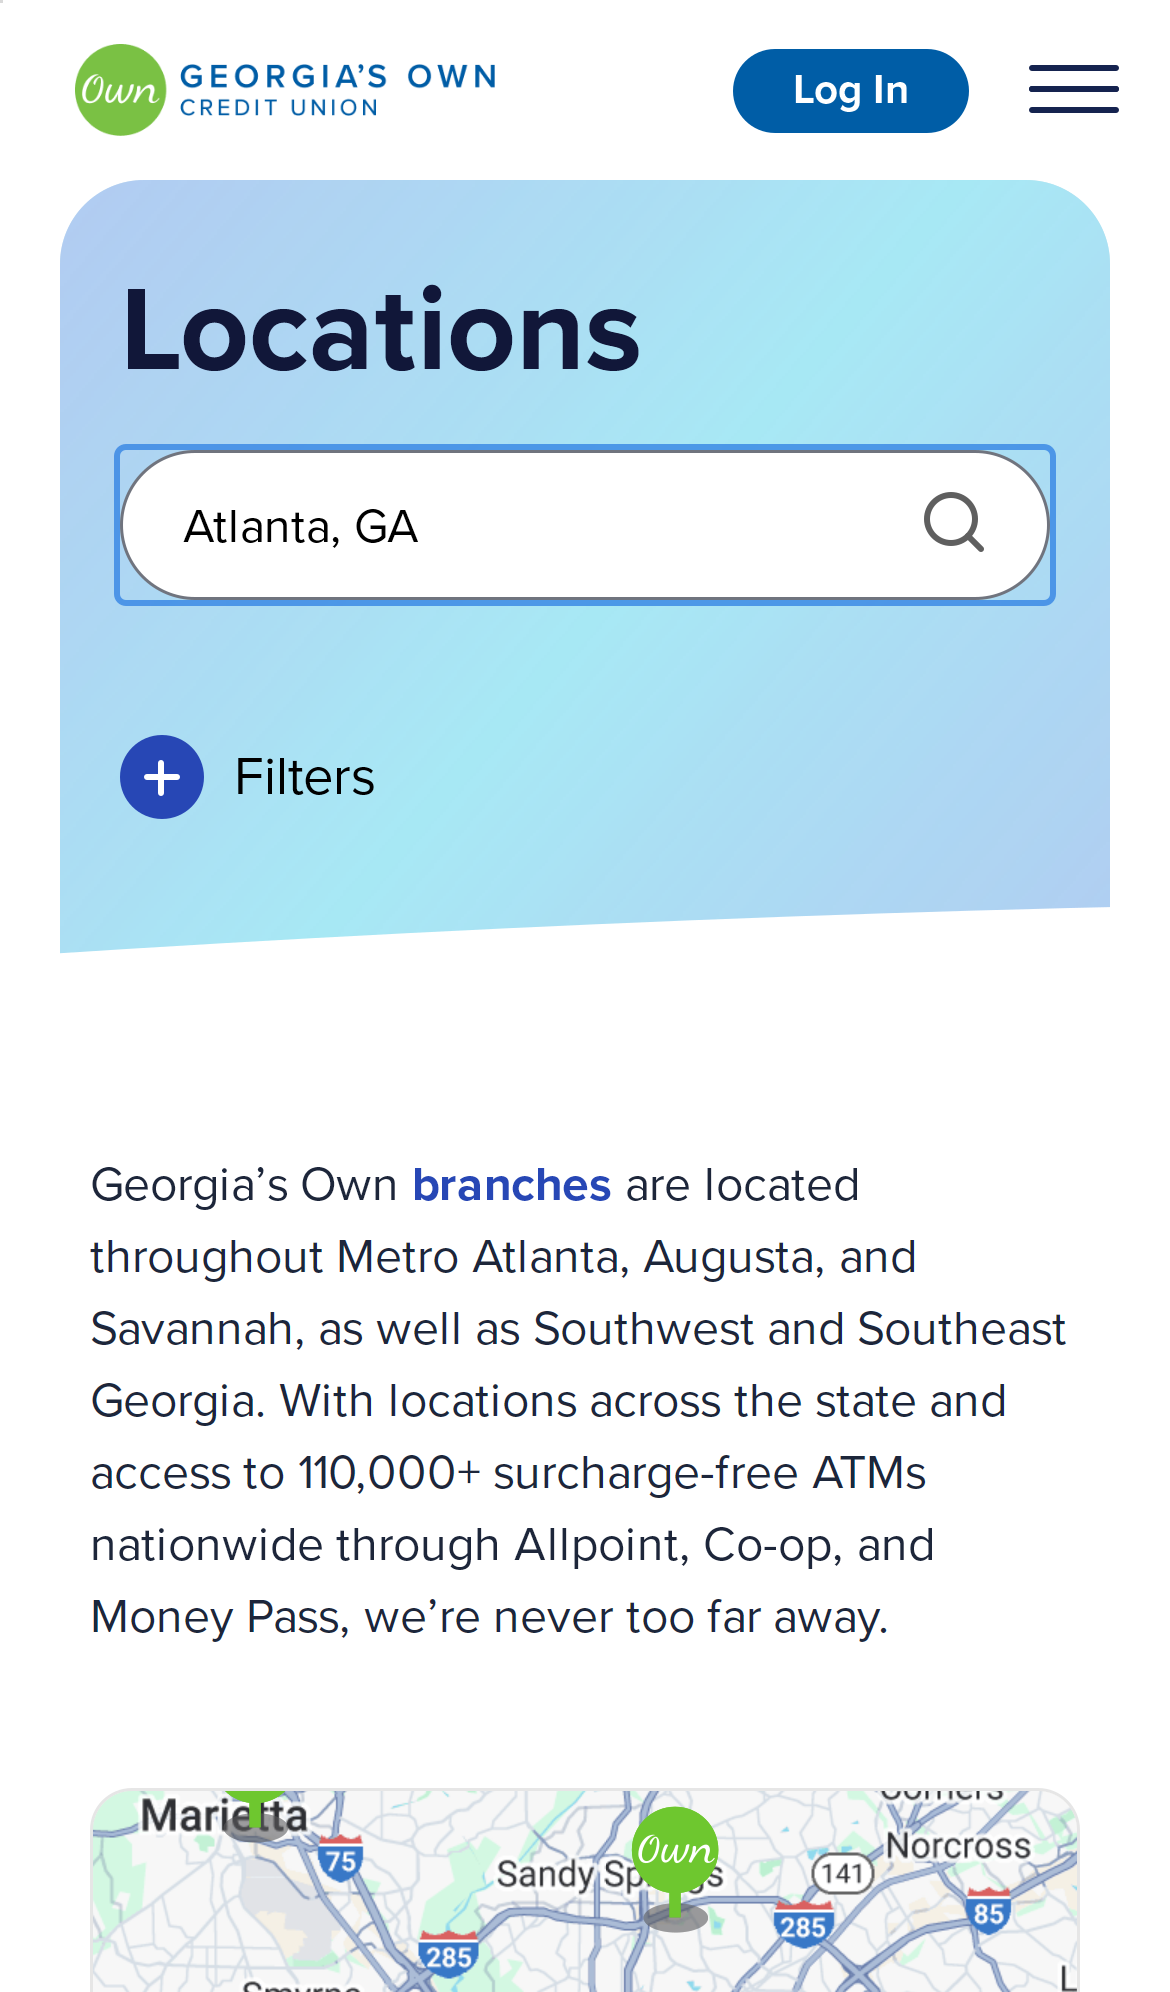 Own
GEORGIA'S OWN
CREDIT UNION
Log In
Locations
Atlanta, GA
Filters
Georgia’s Own branches are located
throughout Metro Atlanta, Augusta, and
Savannah, as well as Southwest and Southeast
Georgia. With locations across the state and
access to 110,000+ surcharge-free ATMs
nationwide through Allpoint, Co-op, and
Money Pass, we’re never too far away.
Marietta
75
Own
Sandy Springs
141
Norcross
285
85
285